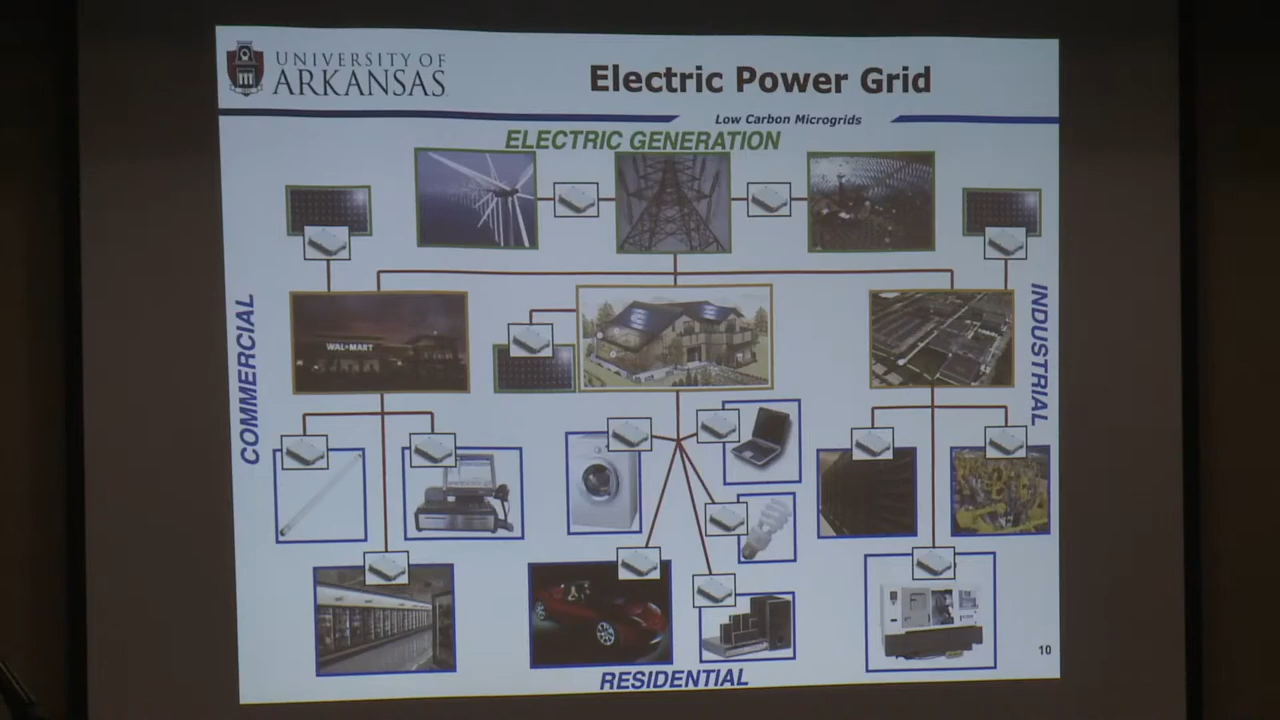 UNIVERSITY OF
ARKANSAS
Electric Power Grid
Low Carbon Microgrids
ELECTRIC GENERATION
COMMERCIAL
WAL★MART
INDUSTRIAL
RESIDENTIAL
10